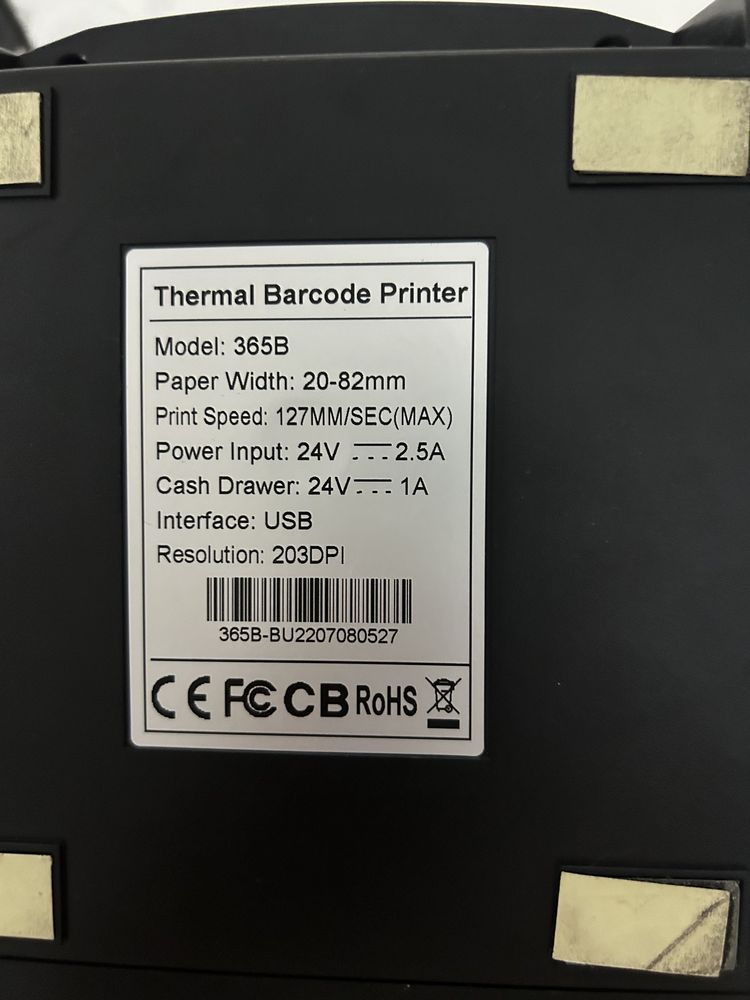 Thermal Barcode Printer
Model: 365B
Paper Width: 20-82mm
Print Speed: 127MM/SEC(MAX)
Power Input: 24V ⎓ 2.5A
Cash Drawer: 24V ⎓ 1A
Interface: USB
Resolution: 203DPI
365B-BU2207080527
CE FC CB RoHS